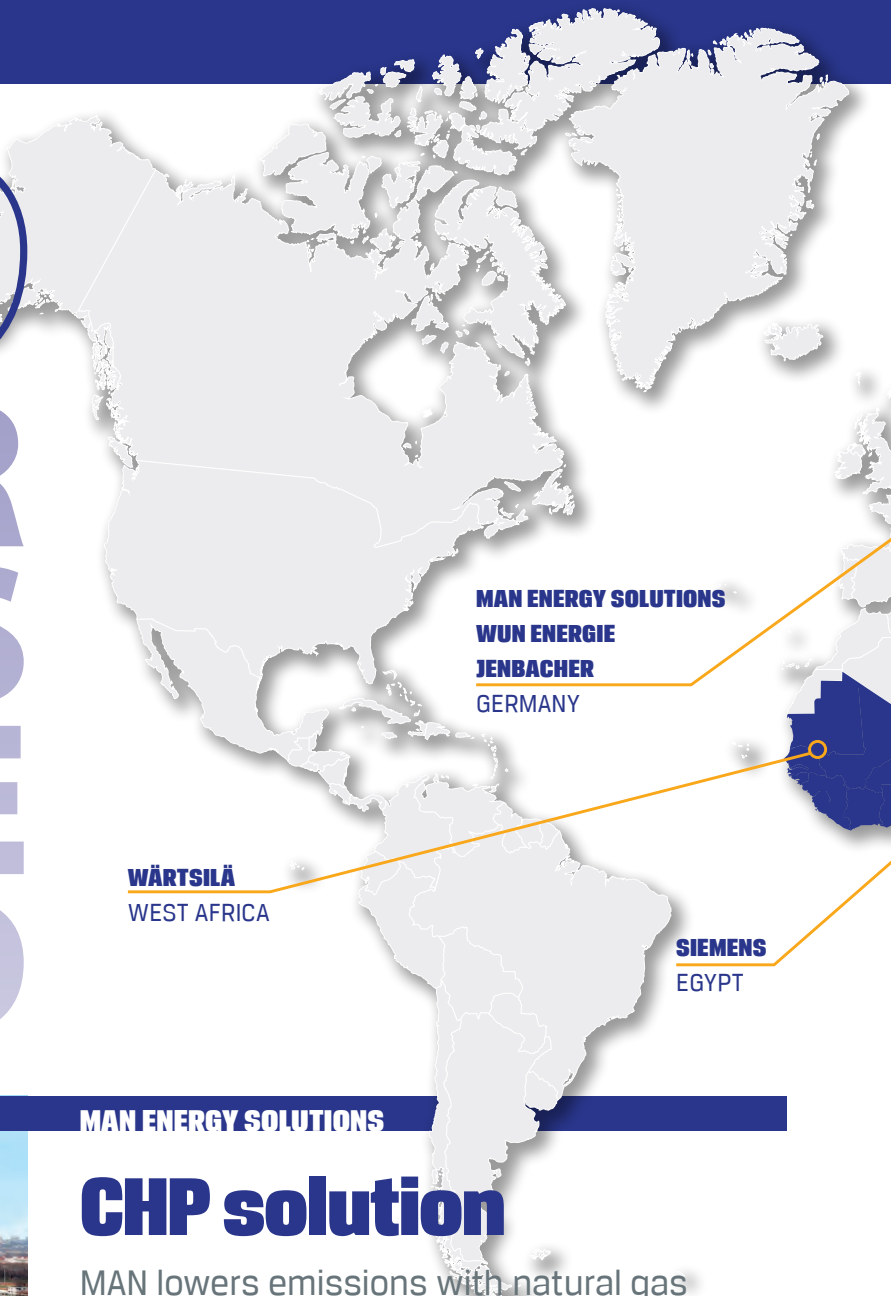 MAN ENERGY SOLUTIONS
WUN ENERGIE
JENBACHER
GERMANY
WÄRTSILÄ
WEST AFRICA
SIEMENS
EGYPT
MAN ENERGY SOLUTIONS
CHP solution
MAN lowers emissions with natural gas